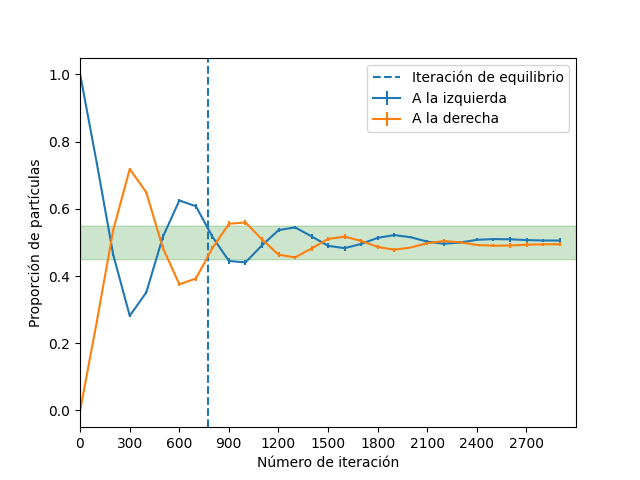 1.0
0.8
0.6
0.4
0.2
0.0
Proporción de partículas
Iteración de equilibrio
A la izquierda
A la derecha
0 300 600 900 1200 1500 1800 2100 2400 2700
Número de iteración